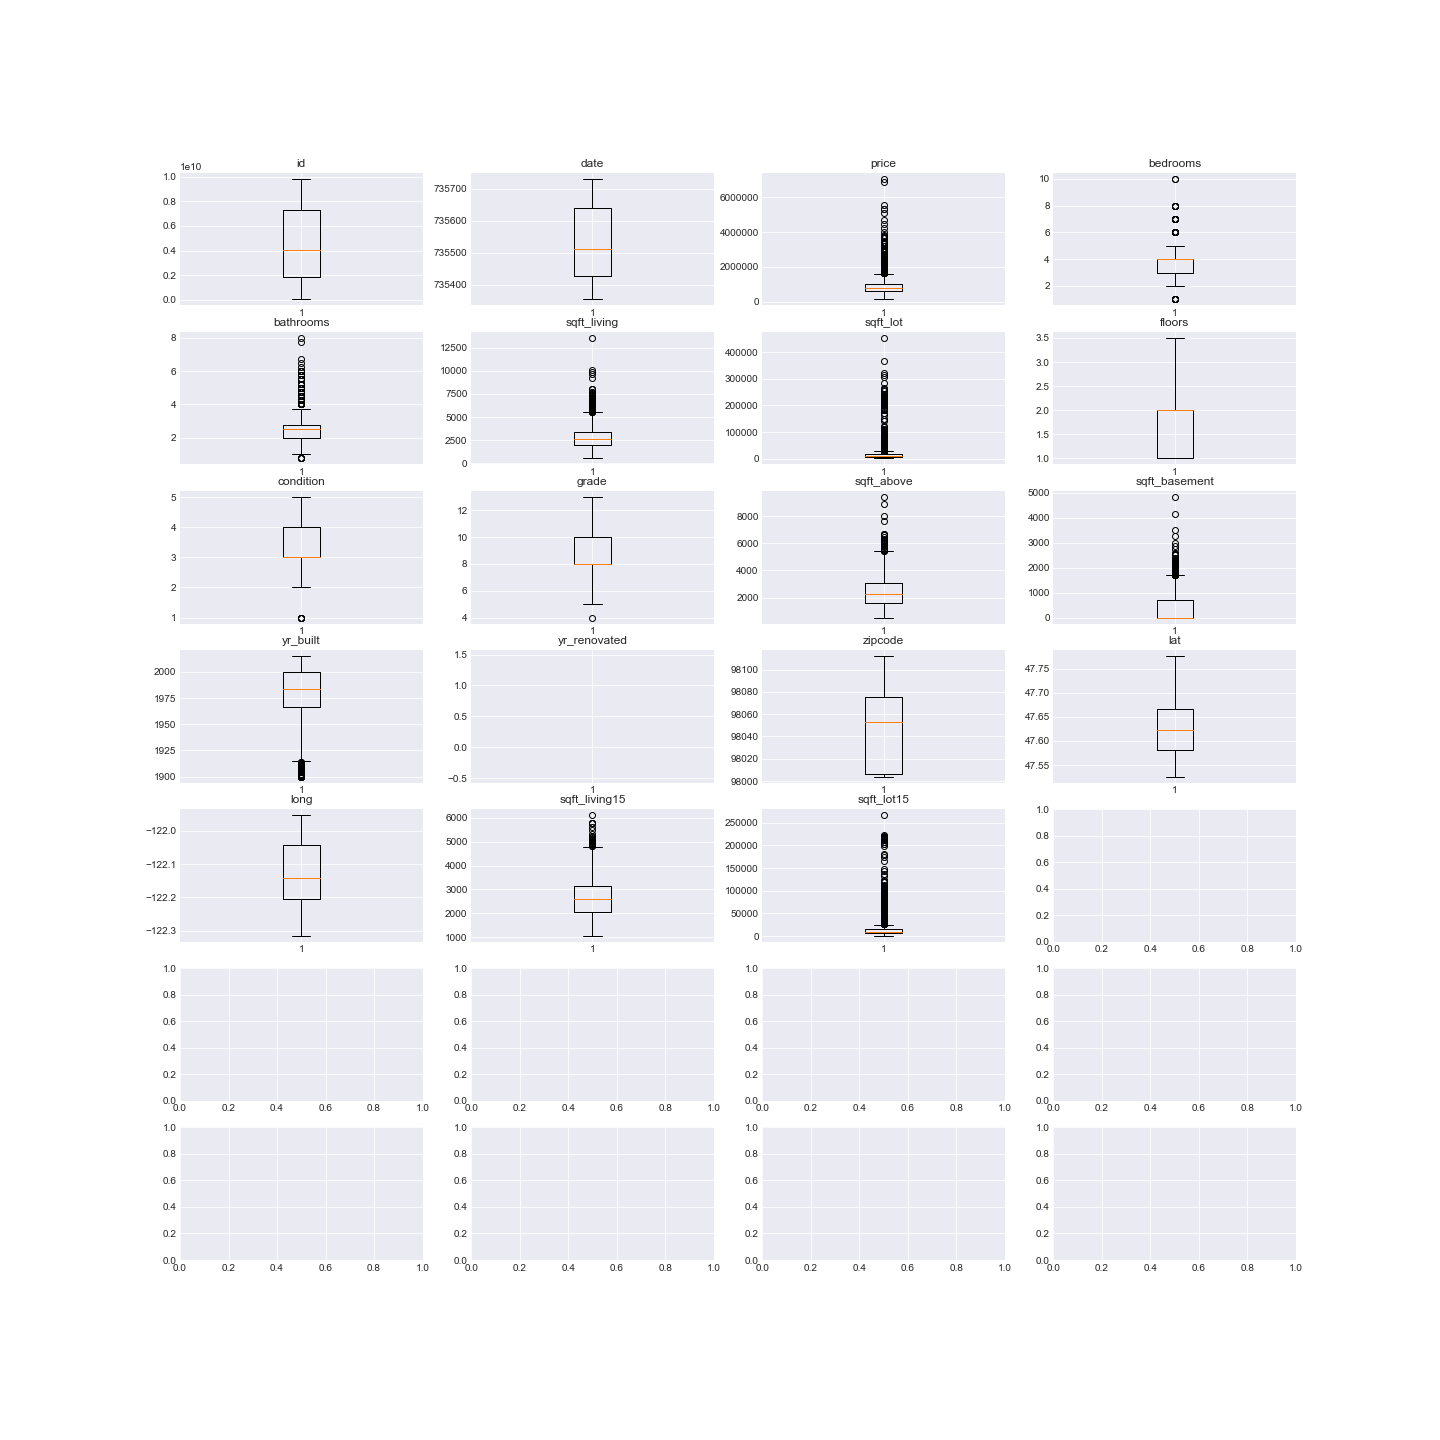 id date price bedrooms
1e10
1.0 0.8 0.6 0.4 0.2 0.0
1
735700 735600 735500 735400
1
6000000 4000000 2000000 0
1
10 8 6 4 2
1
bathrooms sqft_living sqft_lot floors
8 6 4 2
1
12500 10000 7500 5000 2500 0
1
400000 300000 200000 100000 0
1
3.5 3.0 2.5 2.0 1.5 1.0
1
condition grade sqft_above sqft_basement
5 4 3 2 1
1
12 10 8 6 4
1
8000 6000 4000 2000
1
5000 4000 3000 2000 1000 0
1
yr_built yr_renovated zipcode lat
2000 1975 1950 1925 1900
1
1.5 1.0 0.5 0.0 −0.5
1
98100 98080 98060 98040 98020 98000
1
47.75 47.70 47.65 47.60 47.55
1
long sqft_living15 sqft_lot15
−122.0 −122.1 −122.2 −122.3
1
6000 5000 4000 3000 2000 1000
1
250000 200000 150000 100000 50000 0
1
1.0 0.8 0.6 0.4 0.2 0.0
0.0 0.2 0.4 0.6 0.8 1.0
1.0 0.8 0.6 0.4 0.2 0.0
0.0 0.2 0.4 0.6 0.8 1.0
1.0 0.8 0.6 0.4 0.2 0.0
0.0 0.2 0.4 0.6 0.8 1.0
1.0 0.8 0.6 0.4 0.2 0.0
0.0 0.2 0.4 0.6 0.8 1.0
1.0 0.8 0.6 0.4 0.2 0.0
0.0 0.2 0.4 0.6 0.8 1.0
1.0 0.8 0.6 0.4 0.2 0.0
0.0 0.2 0.4 0.6 0.8 1.0
1.0 0.8 0.6 0.4 0.2 0.0
0.0 0.2 0.4 0.6 0.8 1.0
1.0 0.8 0.6 0.4 0.2 0.0
0.0 0.2 0.4 0.6 0.8 1.0
1.0 0.8 0.6 0.4 0.2 0.0
0.0 0.2 0.4 0.6 0.8 1.0